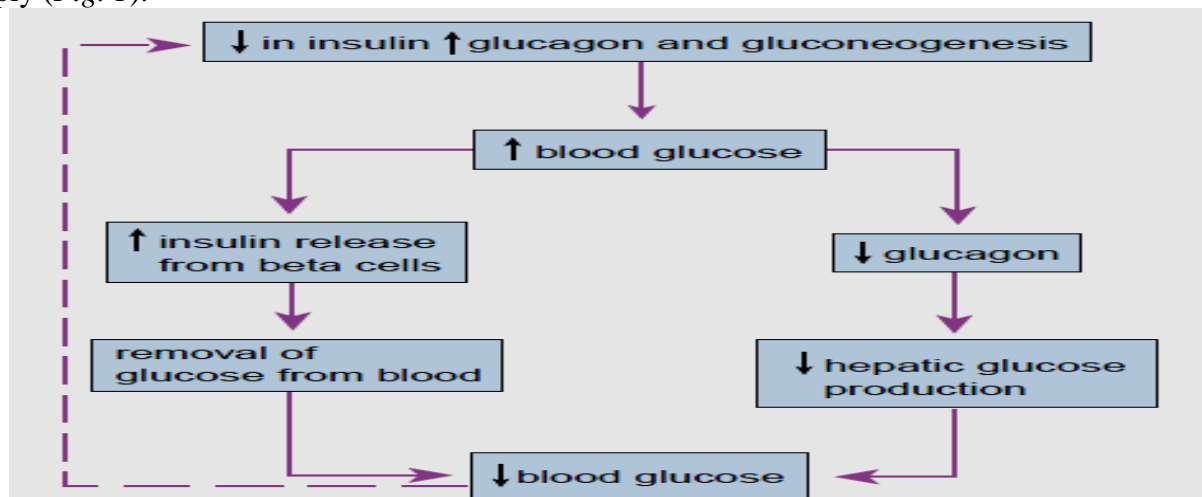 ↓ in insulin ↑ glucagon and gluconeogenesis
↑ blood glucose
↑ insulin release
from beta cells
↓ glucagon
removal of
glucose from blood
↓ hepatic glucose
production
↓ blood glucose